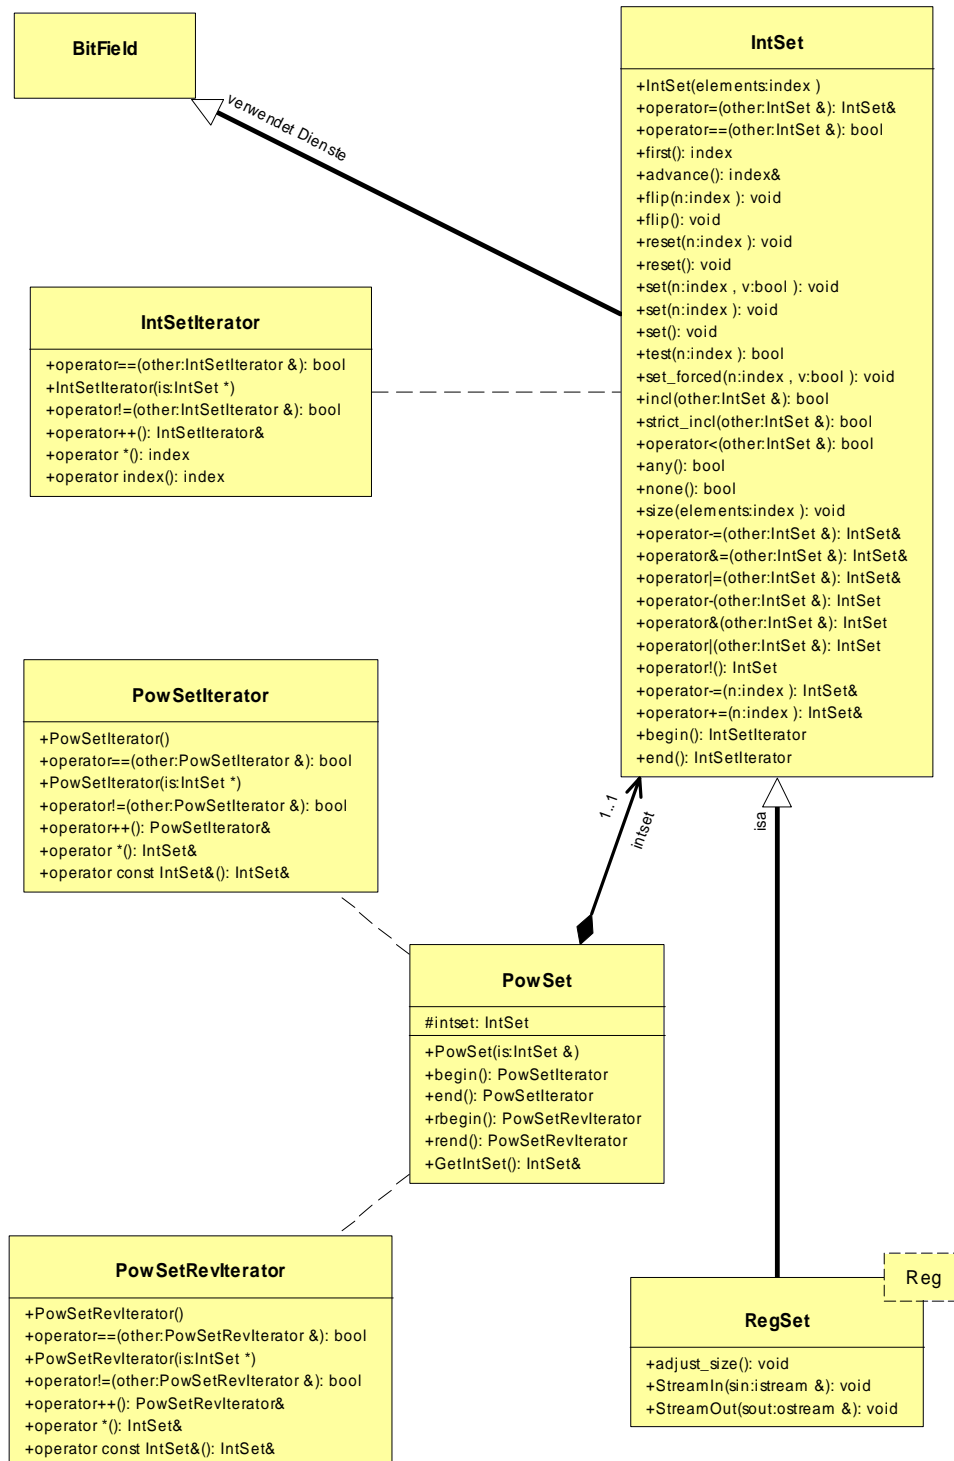 BitField
verwendet Dienste
IntSet
+IntSet(elements:index )
+operator=(other:IntSet &): IntSet&
+operator==(other:IntSet &): bool
+first(): index
+advance(): index&
+flip(n:index ): void
+flip(): void
+reset(n:index ): void
+reset(): void
+set(n:index , v:bool ): void
+set(n:index ): void
+set(): void
+test(n:index ): bool
+set_forced(n:index , v:bool ): void
+incl(other:IntSet &): bool
+strict_incl(other:IntSet &): bool
+operator<(other:IntSet &): bool
+any(): bool
+none(): bool
+size(elements:index ): void
+operator-=(other:IntSet &): IntSet&
+operator&=(other:IntSet &): IntSet&
+operator|=(other:IntSet &): IntSet&
+operator-(other:IntSet &): IntSet
+operator&(other:IntSet &): IntSet
+operator|(other:IntSet &): IntSet
+operator!(): IntSet
+operator-=(n:index ): IntSet&
+operator+=(n:index ): IntSet&
+begin(): IntSetIterator
+end(): IntSetIterator
IntSetIterator
+operator==(other:IntSetIterator &): bool
+IntSetIterator(is:IntSet *)
+operator!=(other:IntSetIterator &): bool
+operator++(): IntSetIterator&
+operator *(): index
+operator index(): index
PowSetIterator
+PowSetIterator()
+operator==(other:PowSetIterator &): bool
+PowSetIterator(is:IntSet *)
+operator!=(other:PowSetIterator &): bool
+operator++(): PowSetIterator&
+operator *(): IntSet&
+operator const IntSet&(): IntSet&
1..1
intset
isa
PowSet
#intset: IntSet
+PowSet(is:IntSet &)
+begin(): PowSetIterator
+end(): PowSetIterator
+rbegin(): PowSetRevIterator
+rend(): PowSetRevIterator
+GetIntSet(): IntSet&
PowSetRevIterator
+PowSetRevIterator()
+operator==(other:PowSetRevIterator &): bool
+PowSetRevIterator(is:IntSet *)
+operator!=(other:PowSetRevIterator &): bool
+operator++(): PowSetRevIterator&
+operator *(): IntSet&
+operator const IntSet&(): IntSet&
Reg
RegSet
+adjust_size(): void
+StreamIn(sin:istream &): void
+StreamOut(sout:ostream &): void